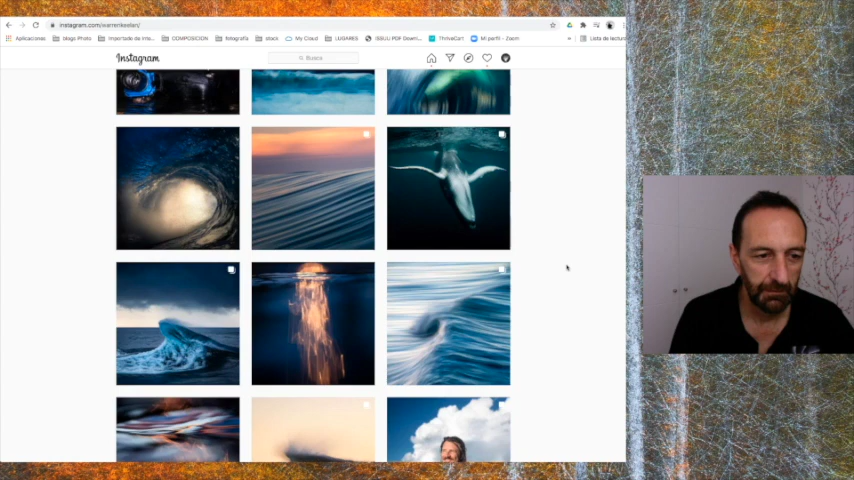 instagram.com/warrenkeelan/
Aplicaciones blogs Photo Importado de Inte... COMPOSICION fotografía stock My Cloud LUGARES ISSUU PDF Downl... ThriveCart Mi perfil - Zoom » Lista de lectura
Instagram
Busca